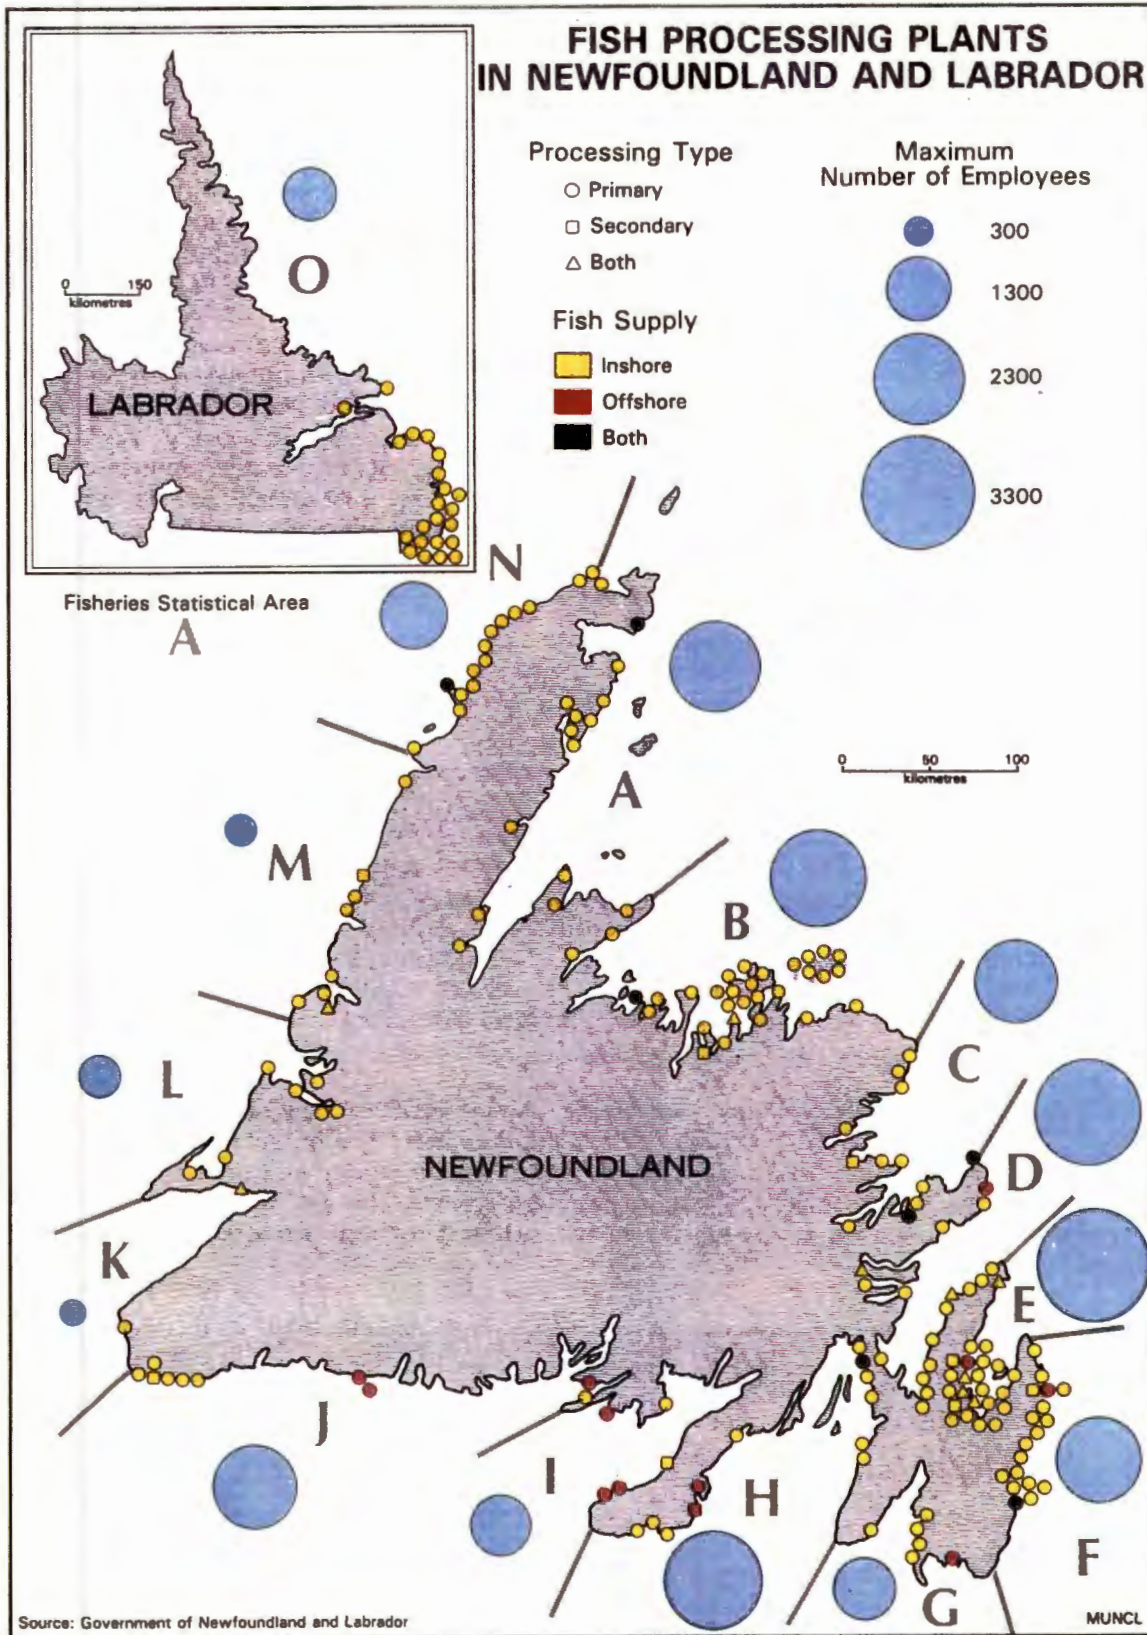 FISH PROCESSING PLANTS
IN NEWFOUNDLAND AND LABRADOR
Processing Type
Primary
Secondary
Both
Fish Supply
Inshore
Offshore
Both
Maximum
Number of Employees
300
1300
2300
3300
O
0 150
kilometres
LABRADOR
Fisheries Statistical Area
A
N
A
0 50 100
kilometres
M
B
C
L
NEWFOUNDLAND
D
K
E
J
I
H
F
G
Source: Government of Newfoundland and Labrador
MUNCL